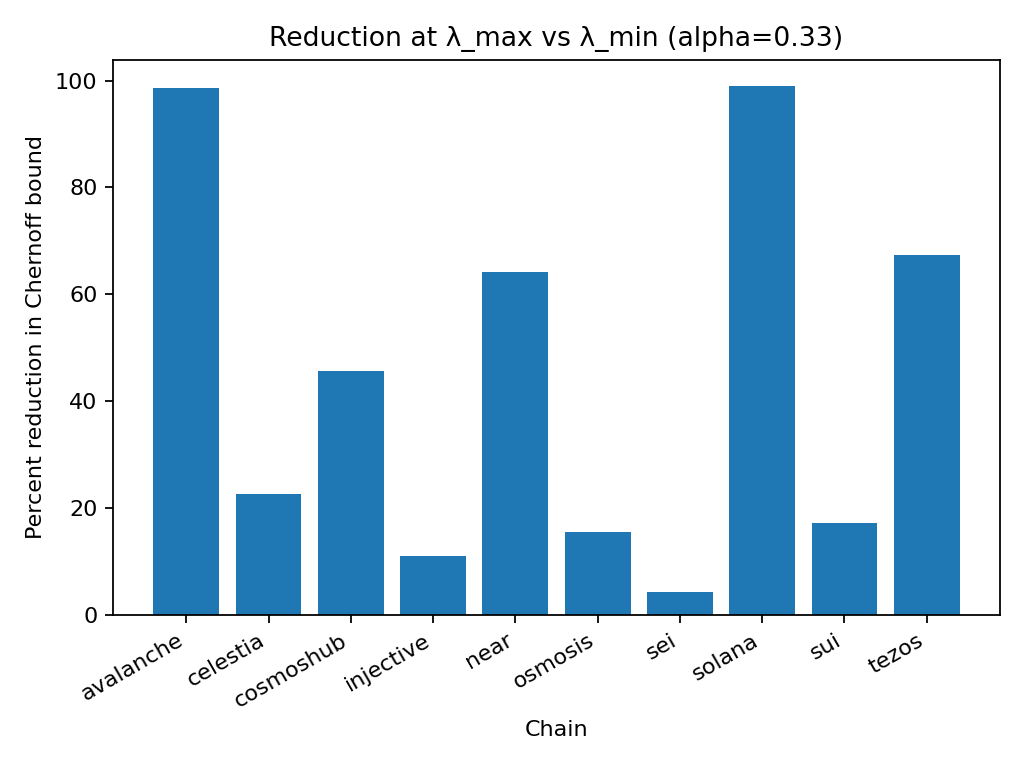 Reduction at λ_max vs λ_min (alpha=0.33)
Percent reduction in Chernoff bound
100
80
60
40
20
0
avalanche
celestia
cosmoshub
injective
near
osmosis
sei
solana
sui
tezos
Chain